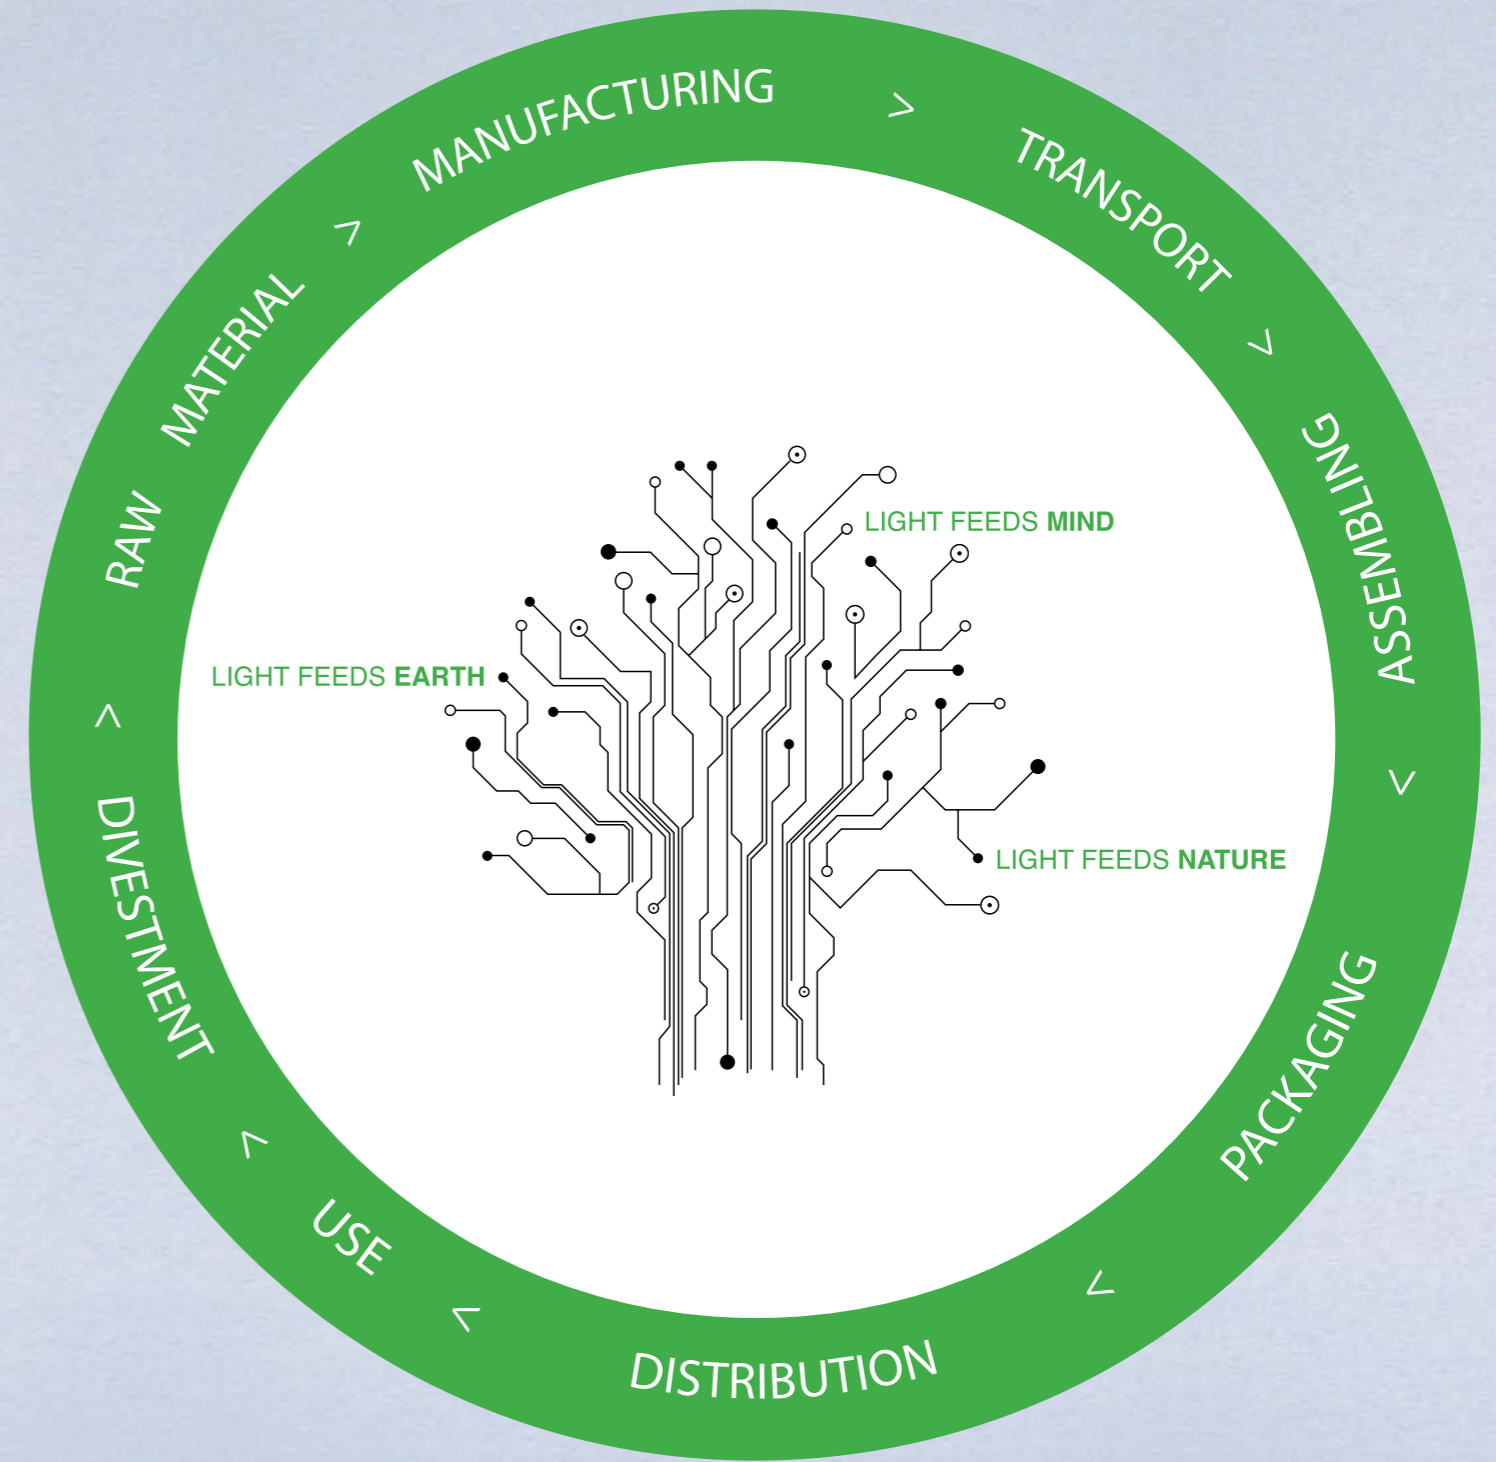 RAW MATERIAL > MANUFACTURING > TRANSPORT > ASSEMBLING > PACKAGING > DISTRIBUTION > USE > DIVESTMENT >
LIGHT FEEDS MIND
LIGHT FEEDS EARTH
LIGHT FEEDS NATURE